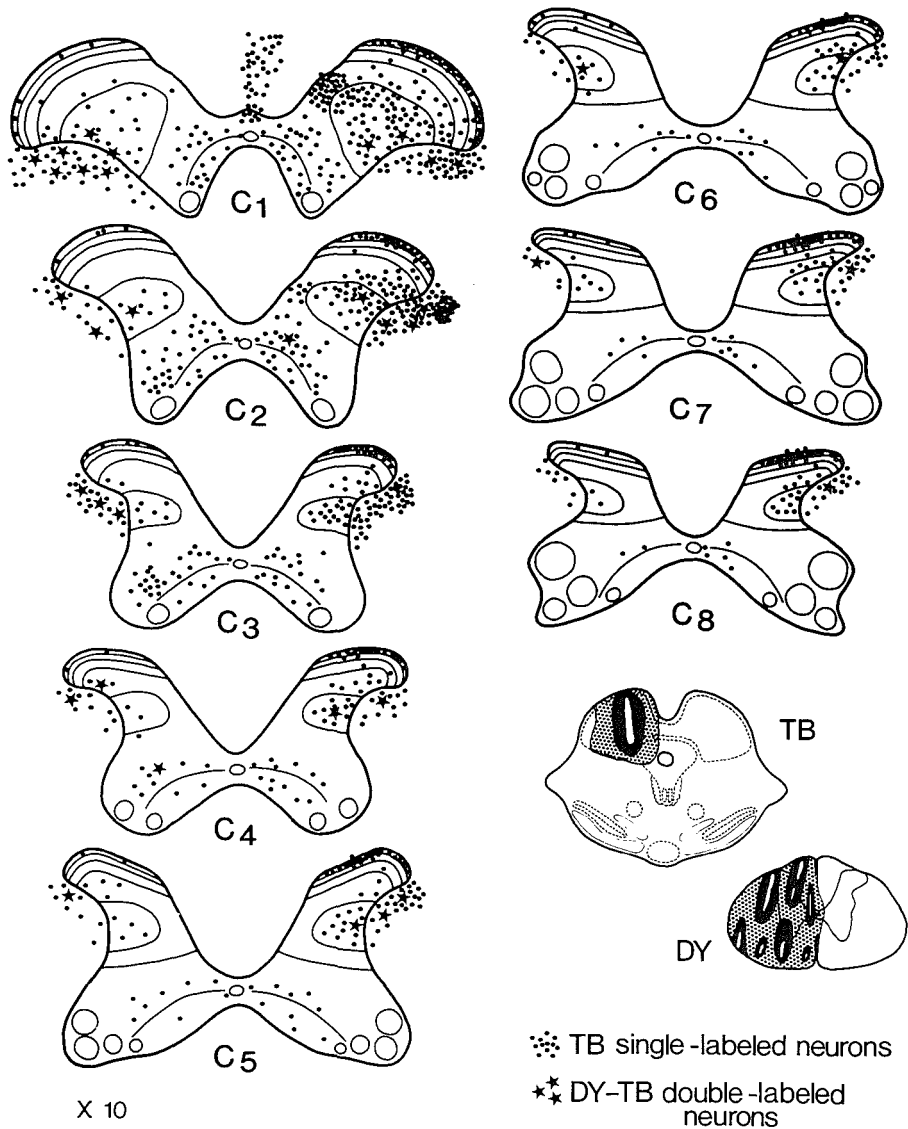 C1
C2
C3
C4
C5
X 10
C6
C7
C8
TB
DY
TB single-labeled neurons
DY-TB double-labeled
neurons